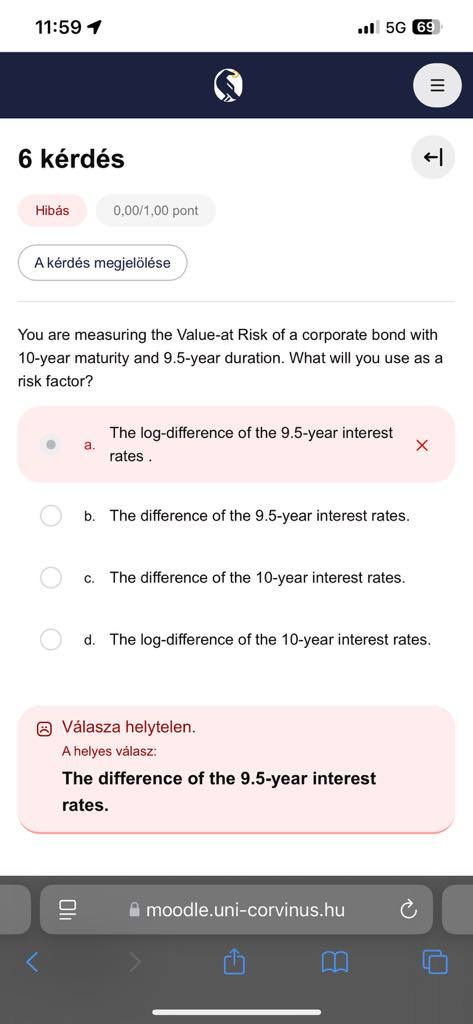 11:59
5G 69
6 kérdés
Hibás
0,00/1,00 pont
A kérdés megjelölése
You are measuring the Value-at Risk of a corporate bond with
10-year maturity and 9.5-year duration. What will you use as a
risk factor?
a. The log-difference of the 9.5-year interest
rates .
b. The difference of the 9.5-year interest rates.
c. The difference of the 10-year interest rates.
d. The log-difference of the 10-year interest rates.
Válasza helytelen.
A helyes válasz:
The difference of the 9.5-year interest
rates.
moodle.uni-corvinus.hu